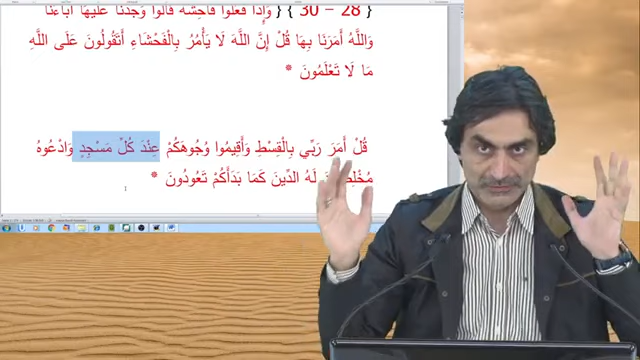 { 28 – 30 } { وَإِذَا فَعَلُوا فَاحِشَةً قَالُوا وَجَدْنَا عَلَيْهَا آَبَاءَنَا
وَاللَّهُ أَمَرَنَا بِهَا قُلْ إِنَّ اللَّهَ لَا يَأْمُرُ بِالْفَحْشَاءِ أَتَقُولُونَ عَلَى اللَّهِ
مَا لَا تَعْلَمُونَ *
قُلْ أَمَرَ رَبِّي بِالْقِسْطِ وَأَقِيمُوا وُجُوهَكُمْ عِنْدَ كُلِّ مَسْجِدٍ وَادْعُوهُ
لَهُ الدِّينَ كَمَا بَدَأَكُمْ تَعُودُونَ *